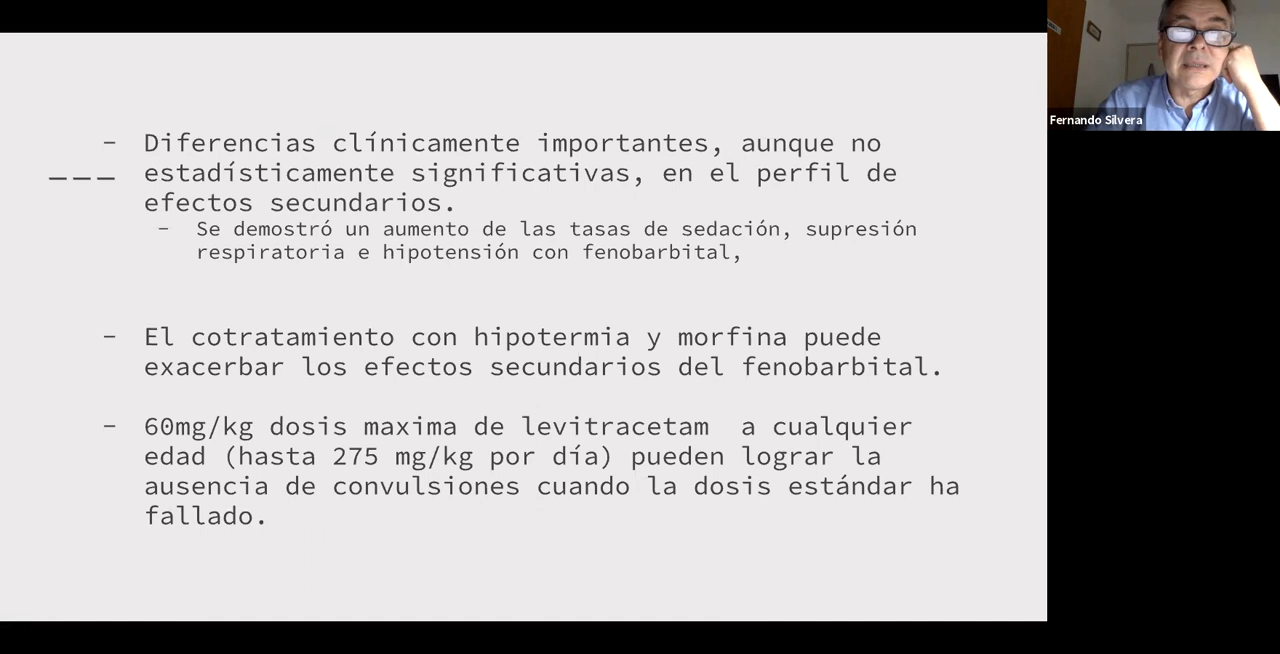 - Diferencias clínicamente importantes, aunque no
estadísticamente significativas, en el perfil de
efectos secundarios.
- Se demostró un aumento de las tasas de sedación, supresión
respiratoria e hipotensión con fenobarbital,
- El cotratamiento con hipotermia y morfina puede
exacerbar los efectos secundarios del fenobarbital.
- 60mg/kg dosis maxima de levitracetam a cualquier
edad (hasta 275 mg/kg por día) pueden lograr la
ausencia de convulsiones cuando la dosis estándar ha
fallado.
Fernando Silvera